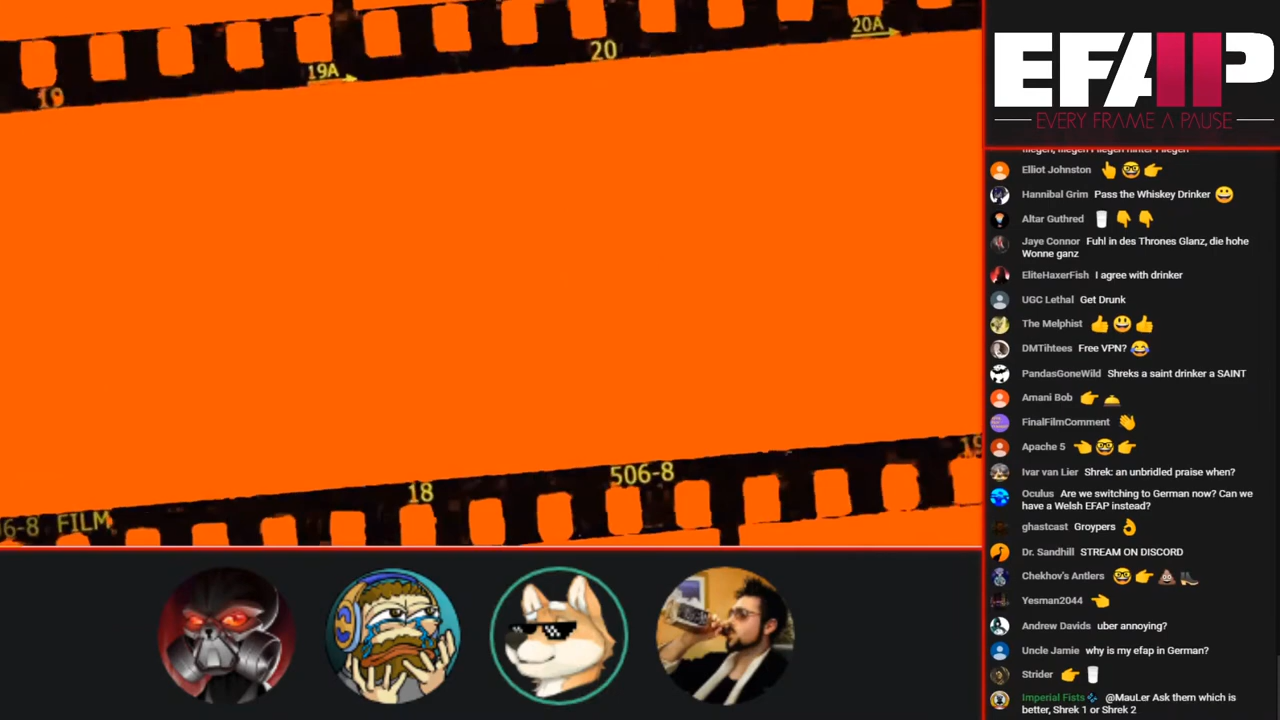 19
19A
20
20A
18
506-8
6-8 FILM
EFAP
EVERY FRAME A PAUSE
Elliot Johnston
Hannibal Grim Pass the Whiskey Drinker
Altar Guthred
Jaye Connor Fuhl in des Thrones Glanz, die hohe
Wonne ganz
EliteHaxerFish I agree with drinker
UGC Lethal Get Drunk
The Melphist
DMTihtees Free VPN?
PandasGoneWild Shreks a saint drinker a SAINT
Amani Bob
FinalFilmComment
Apache 5
Ivar van Lier Shrek: an unbridled praise when?
Oculus Are we switching to German now? Can we
have a Welsh EFAP instead?
ghastcast Groypers
Dr. Sandhill STREAM ON DISCORD
Chekhov's Antlers
Yesman2044
Andrew Davids uber annoying?
Uncle Jamie why is my efap in German?
Strider
Imperial Fists @MauLer Ask them which is
better, Shrek 1 or Shrek 2